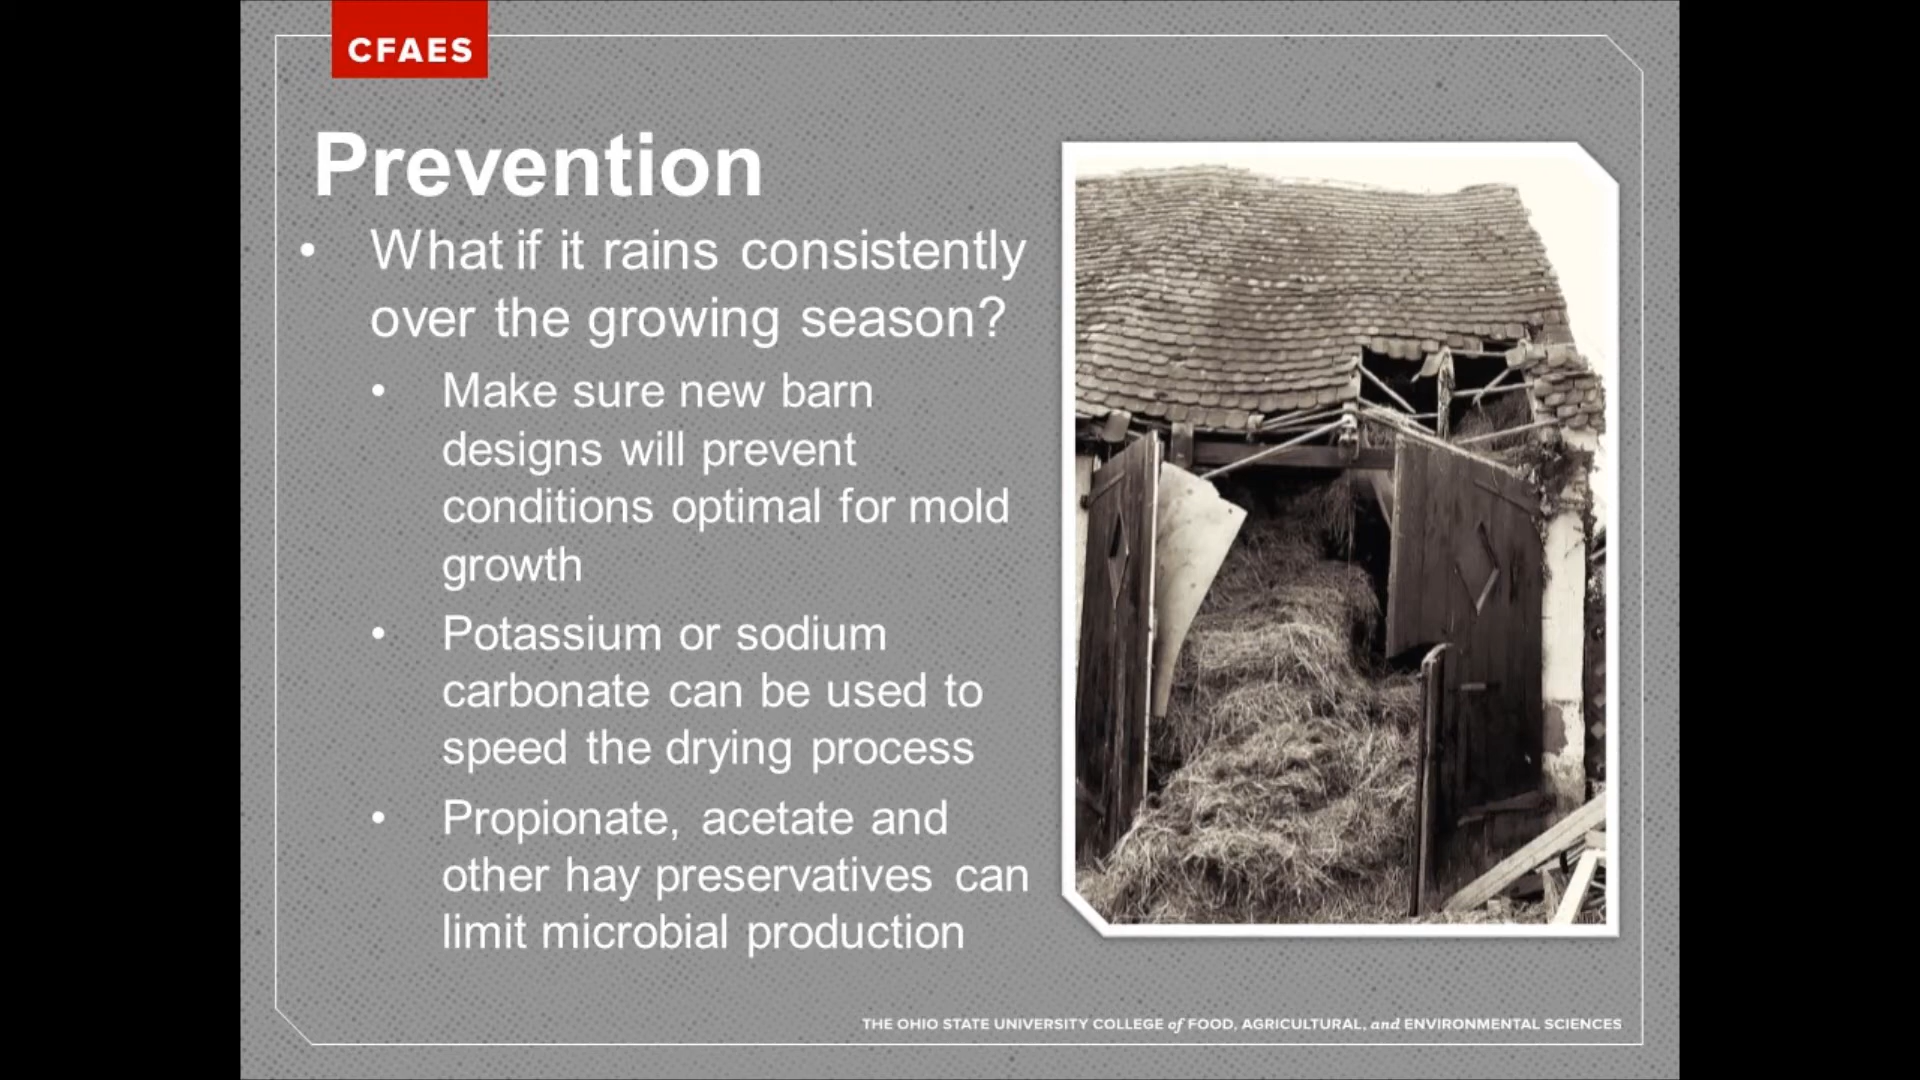 CFAES
Prevention
• What if it rains consistently
over the growing season?
• Make sure new barn
designs will prevent
conditions optimal for mold
growth
• Potassium or sodium
carbonate can be used to
speed the drying process
• Propionate, acetate and
other hay preservatives can
limit microbial production
THE OHIO STATE UNIVERSITY COLLEGE of FOOD, AGRICULTURAL, and ENVIRONMENTAL SCIENCES